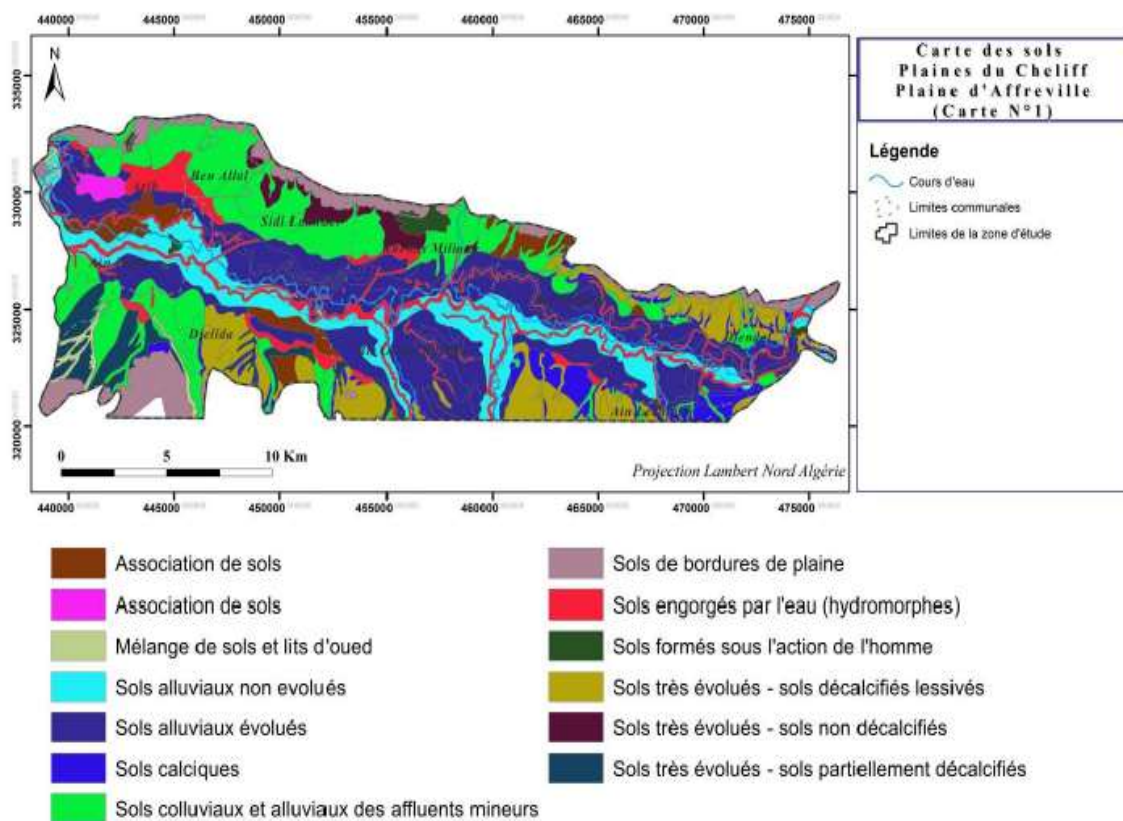 440000 445000 450000 455000 460000 465000 470000 475000
335000
330000
325000
320000
335000
330000
325000
320000
N
Ben Allal
Djelida
0 5 10 Km
Projection Lambert Nord Algérie
440000 445000 450000 455000 460000 465000 470000 475000
Carte des sols
Plaines du Cheliff
Plaine d'Affreville
(Carte N°1)
Légende
Cours d'eau
Limites communales
Limites de la zone d'étude
Association de sols
Association de sols
Mélange de sols et lits d'oued
Sols alluviaux non evolués
Sols alluviaux évolués
Sols calciques
Sols colluviaux et alluviaux des affluents mineurs
Sols de bordures de plaine
Sols engorgés par l'eau (hydromorphes)
Sols formés sous l'action de l'homme
Sols très évolués - sols décalcifiés lessivés
Sols très évolués - sols non décalcifiés
Sols très évolués - sols partiellement décalcifiés